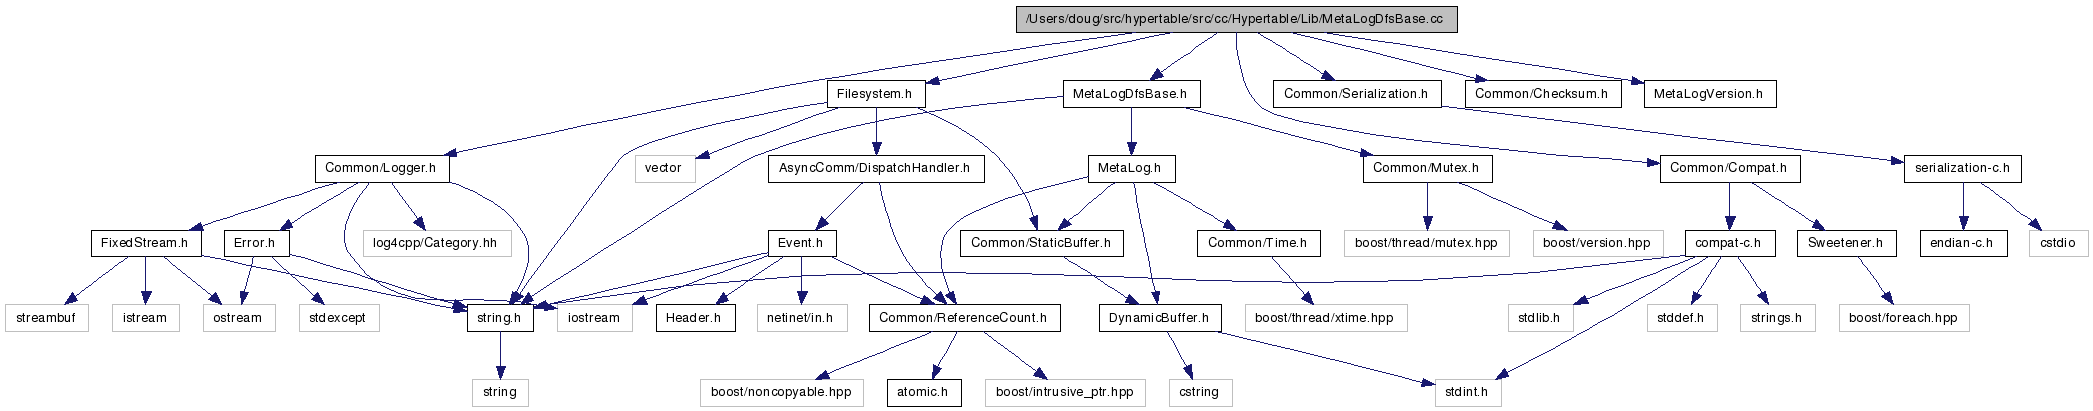 /Users/doug/src/hypertable/src/cc/Hypertable/Lib/MetaLogDfsBase.cc
Filesystem.h
MetaLogDfsBase.h
Common/Serialization.h
Common/Checksum.h
MetaLogVersion.h
Common/Logger.h
vector
AsyncComm/DispatchHandler.h
MetaLog.h
Common/Mutex.h
Common/Compat.h
serialization-c.h
FixedStream.h
Error.h
log4cpp/Category.hh
Event.h
Common/StaticBuffer.h
Common/Time.h
boost/thread/mutex.hpp
boost/version.hpp
compat-c.h
Sweetener.h
endian-c.h
cstdio
streambuf
istream
ostream
stdexcept
string.h
iostream
Header.h
netinet/in.h
Common/ReferenceCount.h
DynamicBuffer.h
boost/thread/xtime.hpp
stdlib.h
stddef.h
strings.h
boost/foreach.hpp
string
boost/noncopyable.hpp
atomic.h
boost/intrusive_ptr.hpp
cstring
stdint.h